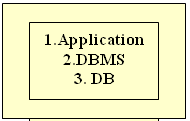 1.Application
2.DBMS
3. DB